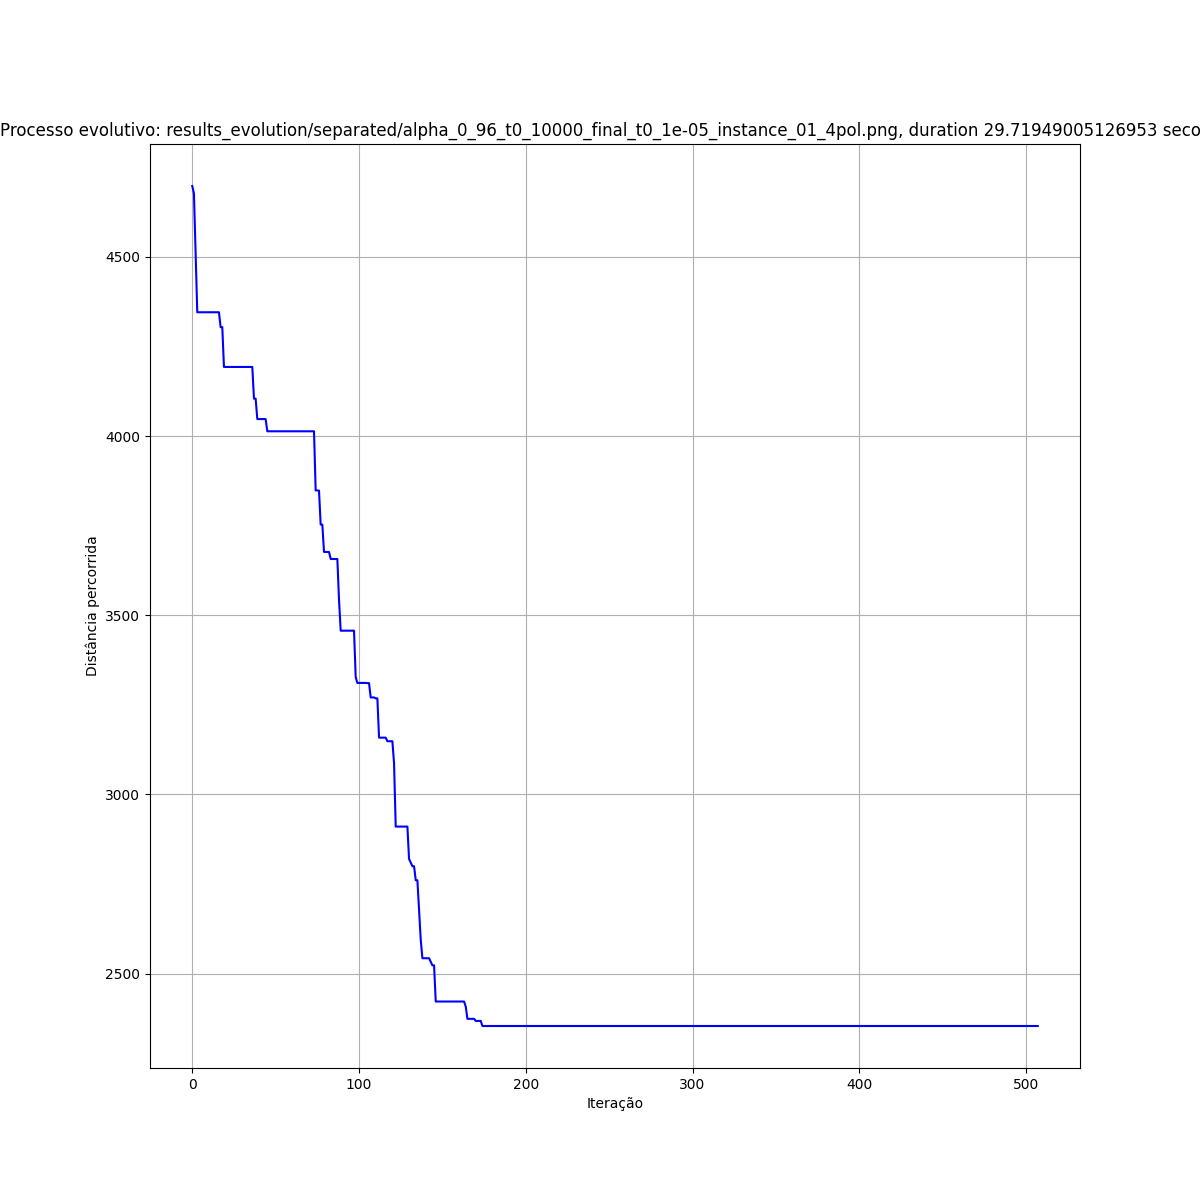 Processo evolutivo: results_evolution/separated/alpha_0_96_t0_10000_final_t0_1e-05_instance_01_4pol.png, duration 29.71949005126953 seco
4500
4000
3500
3000
2500
Distância percorrida
0 100 200 300 400 500
Iteração